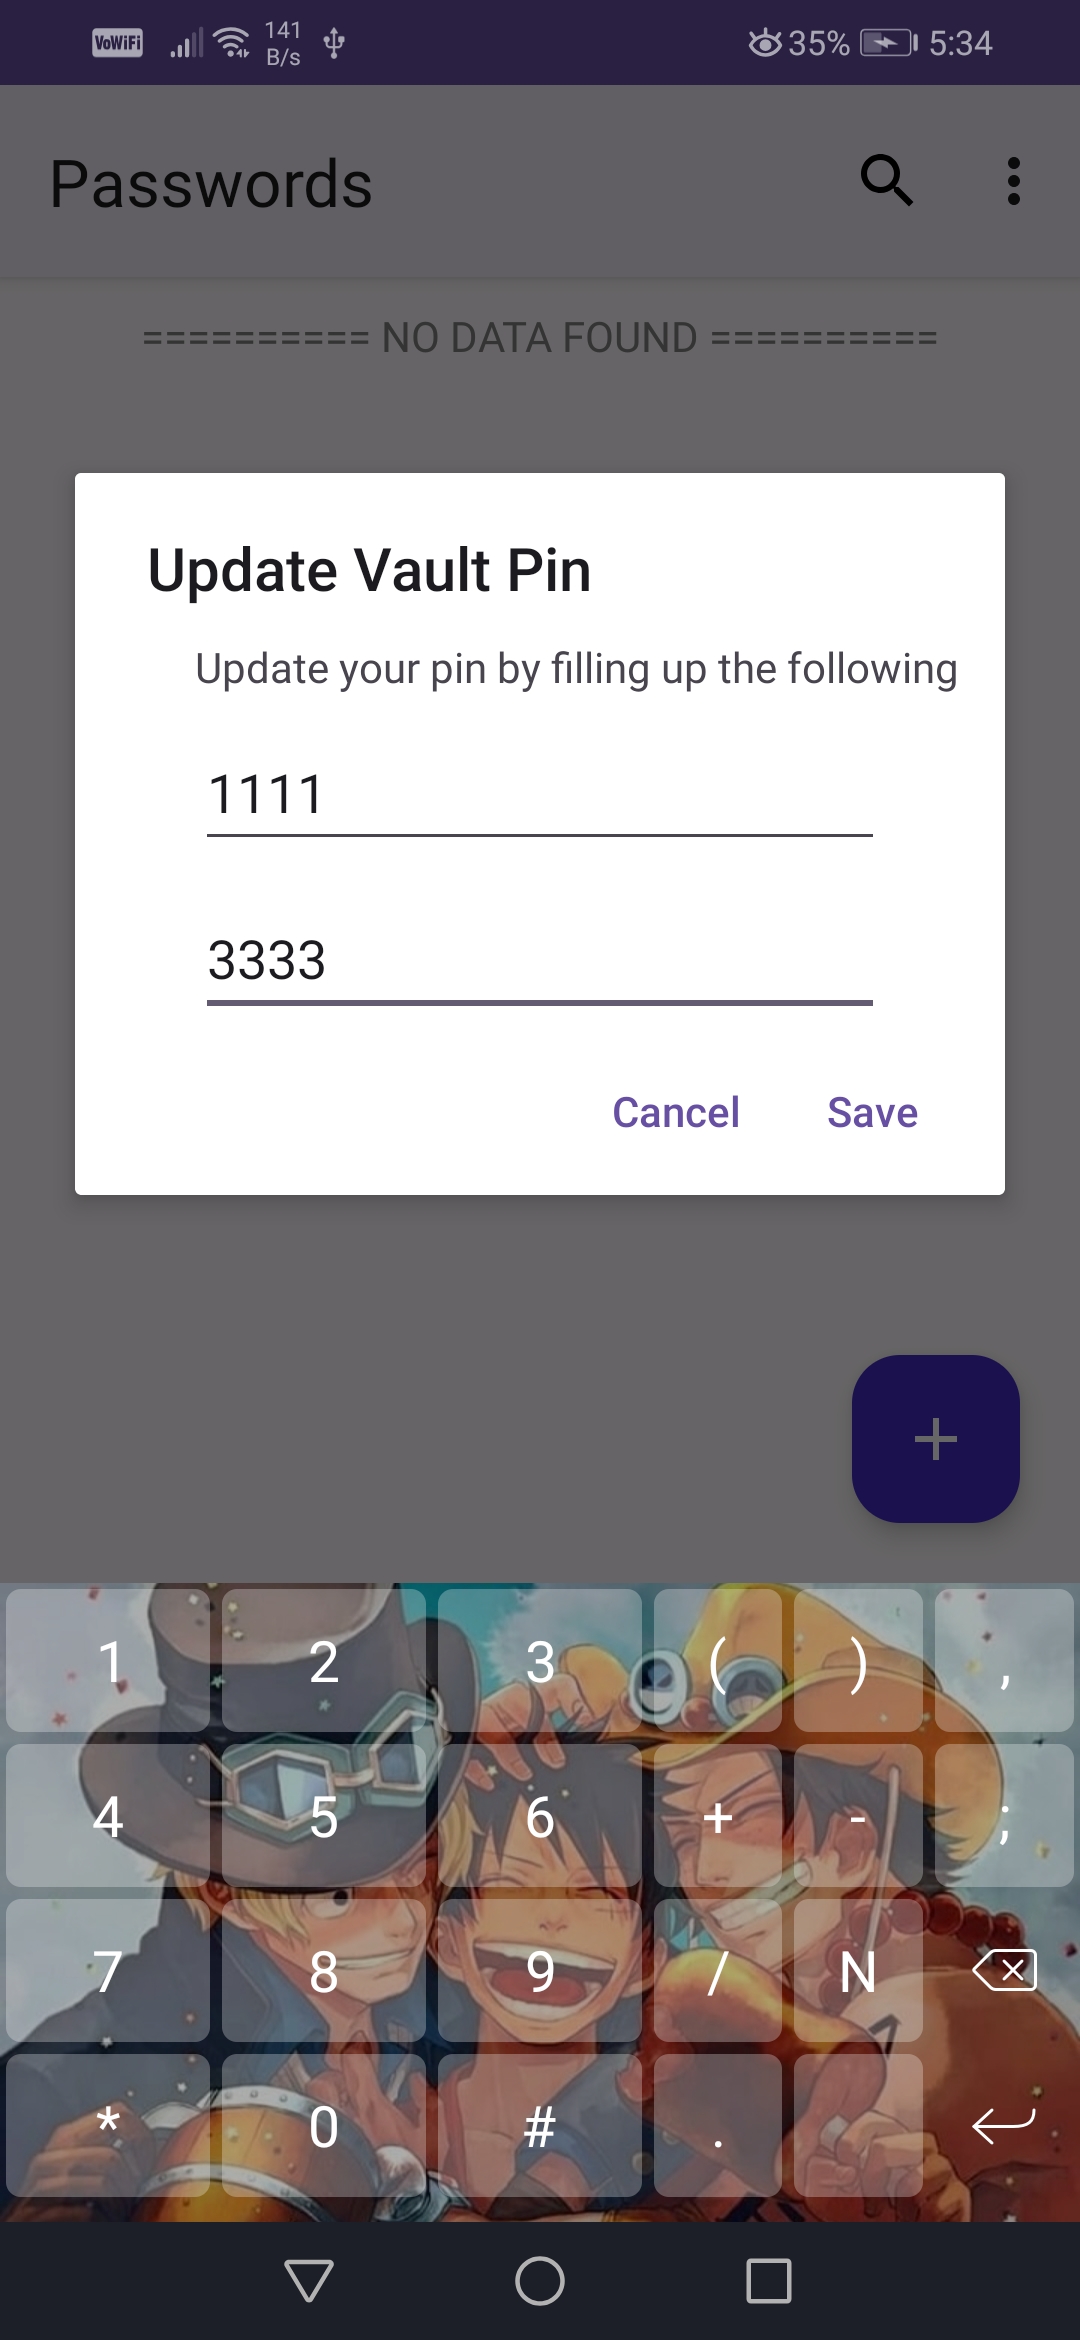 VoWiFi 141 B/s 35% 5:34
Passwords
========== NO DATA FOUND ==========
Update Vault Pin
Update your pin by filling up the following
1111
3333
Cancel Save
1 2 3 ( ) ,
4 5 6 + - ;
7 8 9 / N
* 0 # .